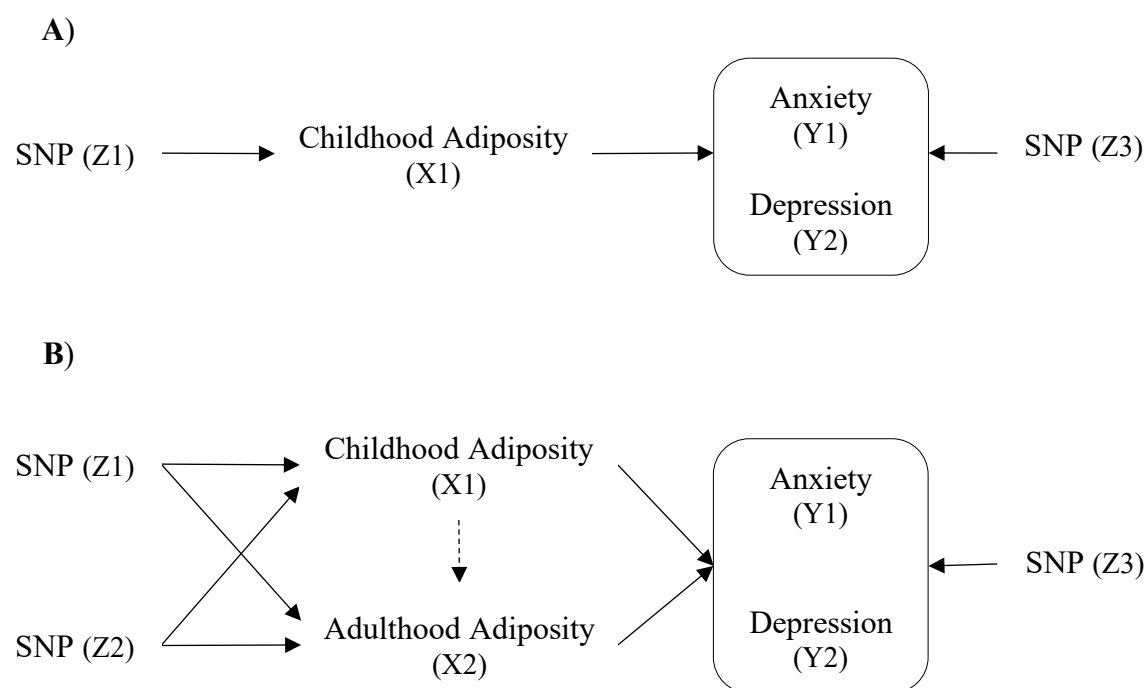 A)
Anxiety
(Y1)
SNP (Z1)
Childhood Adiposity
(X1)
SNP (Z3)
Depression
(Y2)
B)
SNP (Z1)
Childhood Adiposity
(X1)
Anxiety
(Y1)
SNP (Z3)
SNP (Z2)
Adulthood Adiposity
(X2)
Depression
(Y2)